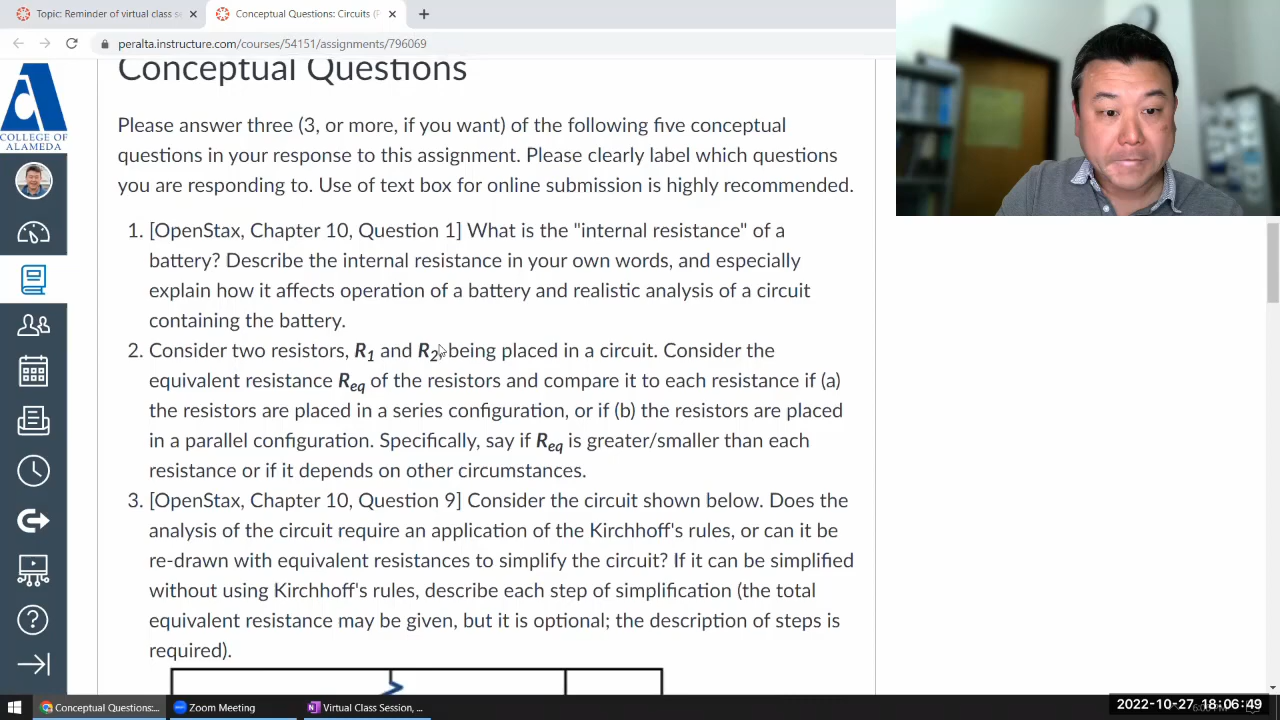 Topic: Reminder of virtual class se
Conceptual Questions: Circuits (R
peralta.instructure.com/courses/54151/assignments/796069
COLLEGE OF
ALAMEDA
Conceptual Questions
Please answer three (3, or more, if you want) of the following five conceptual
questions in your response to this assignment. Please clearly label which questions
you are responding to. Use of text box for online submission is highly recommended.
1. [OpenStax, Chapter 10, Question 1] What is the "internal resistance" of a
battery? Describe the internal resistance in your own words, and especially
explain how it affects operation of a battery and realistic analysis of a circuit
containing the battery.
2. Consider two resistors, R1 and R2 being placed in a circuit. Consider the
equivalent resistance Req of the resistors and compare it to each resistance if (a)
the resistors are placed in a series configuration, or if (b) the resistors are placed
in a parallel configuration. Specifically, say if Req is greater/smaller than each
resistance or if it depends on other circumstances.
3. [OpenStax, Chapter 10, Question 9] Consider the circuit shown below. Does the
analysis of the circuit require an application of the Kirchhoff's rules, or can it be
re-drawn with equivalent resistances to simplify the circuit? If it can be simplified
without using Kirchhoff's rules, describe each step of simplification (the total
equivalent resistance may be given, but it is optional; the description of steps is
required).
Conceptual Questions:...
Zoom Meeting
Virtual Class Session, ...
2022-10-27 18:06:49